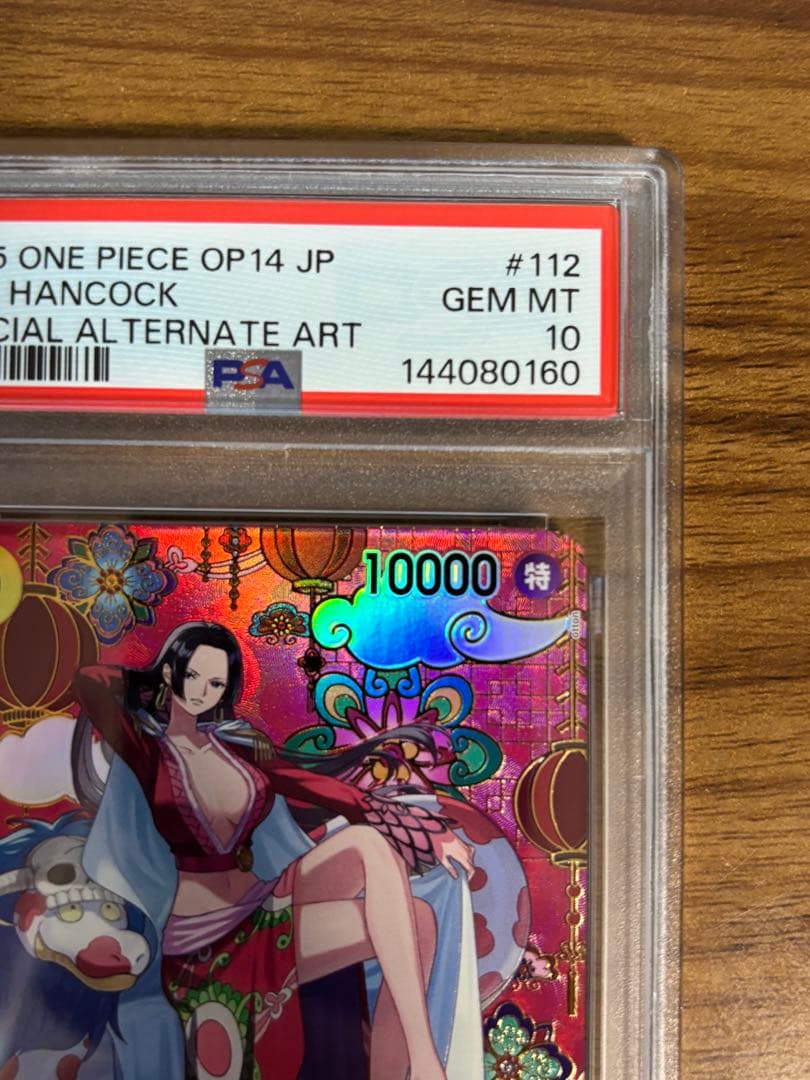 5 ONE PIECE OP14 JP #112
HANCOCK GEM MT
CIAL ALTERNATE ART 10
PSA 144080160
10000 特